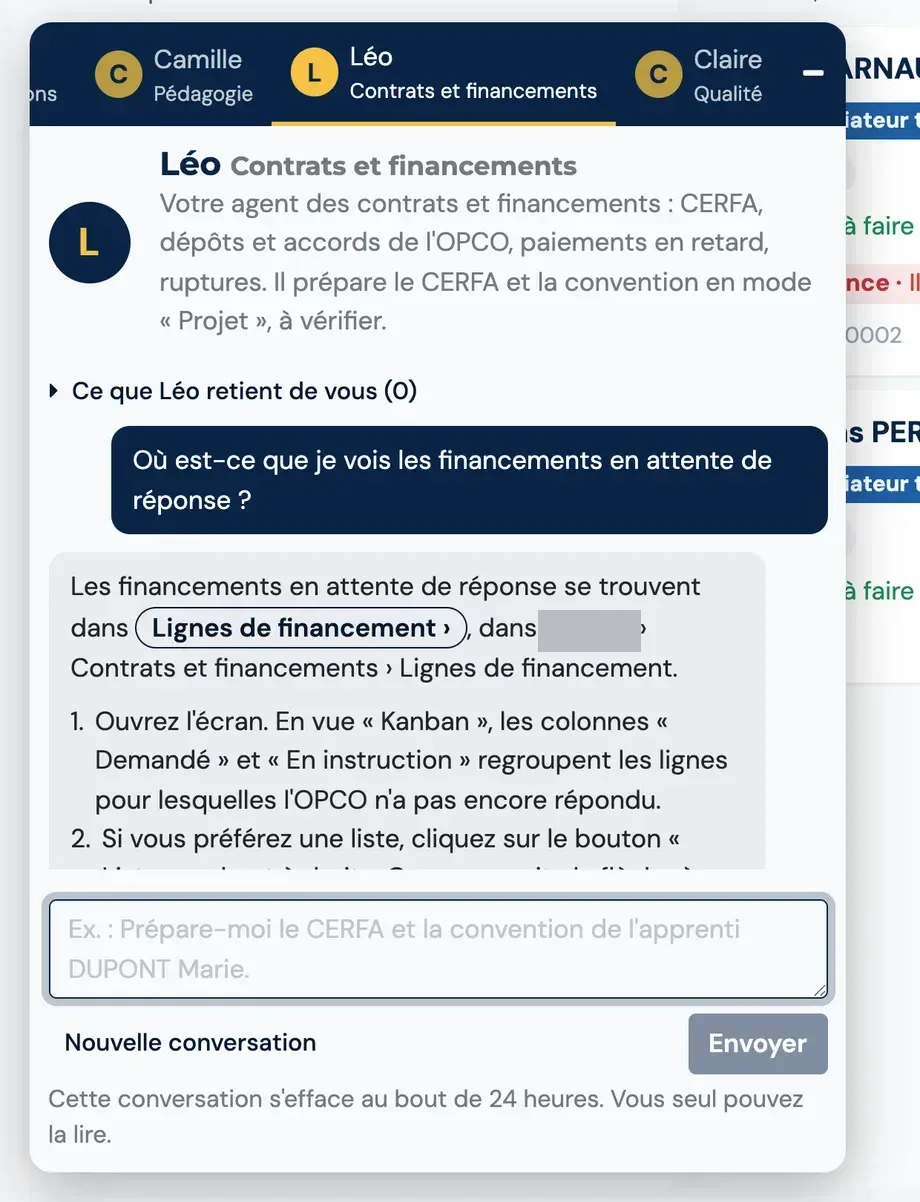 ons
C
Camille
Pédagogie
L
Léo
Contrats et financements
C
Claire
Qualité
Léo Contrats et financements
L
Votre agent des contrats et financements : CERFA,
dépôts et accords de l'OPCO, paiements en retard,
ruptures. Il prépare le CERFA et la convention en mode
« Projet », à vérifier.
Ce que Léo retient de vous (0)
Où est-ce que je vois les financements en attente de
réponse ?
Les financements en attente de réponse se trouvent
dans Lignes de financement ›, dans ›
Contrats et financements › Lignes de financement.
1. Ouvrez l'écran. En vue « Kanban », les colonnes «
Demandé » et « En instruction » regroupent les lignes
pour lesquelles l'OPCO n'a pas encore répondu.
2. Si vous préférez une liste, cliquez sur le bouton «
Ex. : Prépare-moi le CERFA et la convention de l'apprenti
DUPONT Marie.
Nouvelle conversation
Envoyer
Cette conversation s'efface au bout de 24 heures. Vous seul pouvez
la lire.
ARNAU
iateur t
à faire
nce · Il
0002
s PER
iateur t
à faire